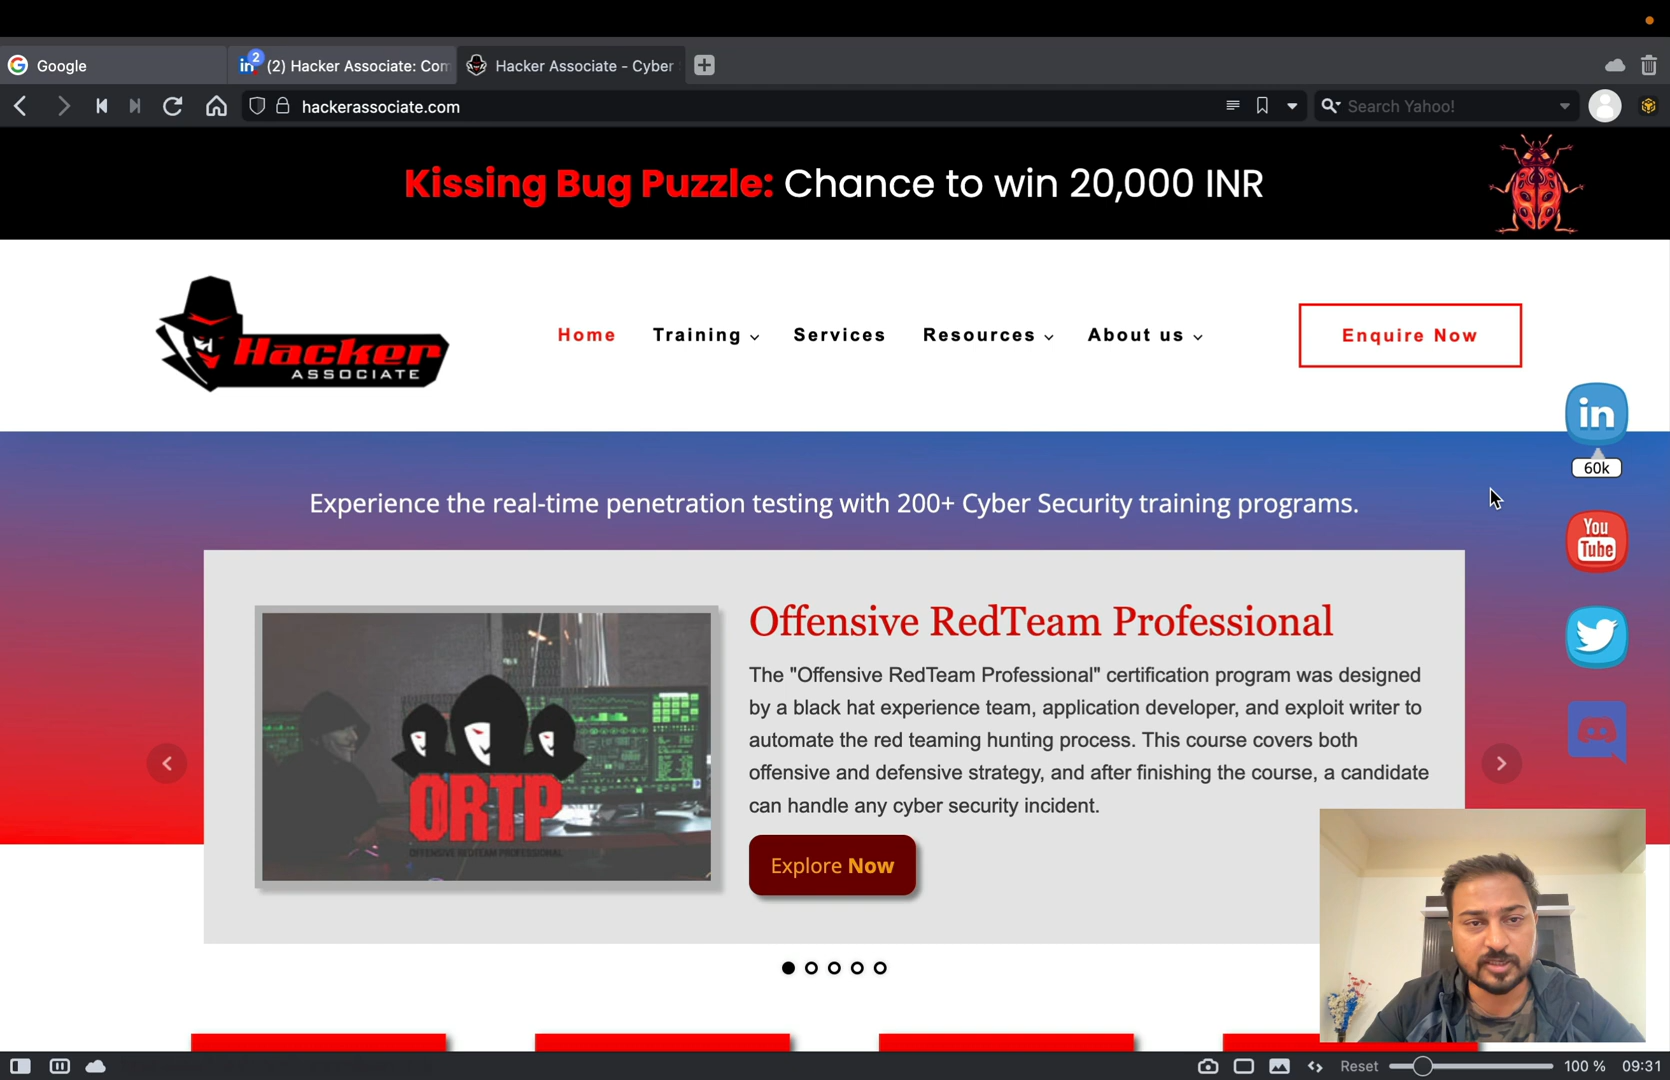 Google
2
in
(2) Hacker Associate: Com
Hacker Associate - Cyber
hackerassociate.com
Search Yahoo!
Kissing Bug Puzzle: Chance to win 20,000 INR
Hacker
ASSOCIATE
Home
Training
Services
Resources
About us
Enquire Now
in
60k
Experience the real-time penetration testing with 200+ Cyber Security training programs.
You
Tube
Offensive RedTeam Professional
The "Offensive RedTeam Professional" certification program was designed
by a black hat experience team, application developer, and exploit writer to
automate the red teaming hunting process. This course covers both
offensive and defensive strategy, and after finishing the course, a candidate
can handle any cyber security incident.
ORTP
OFFENSIVE REDTEAM PROFESSIONAL
Explore Now
Reset
100 %
09:31